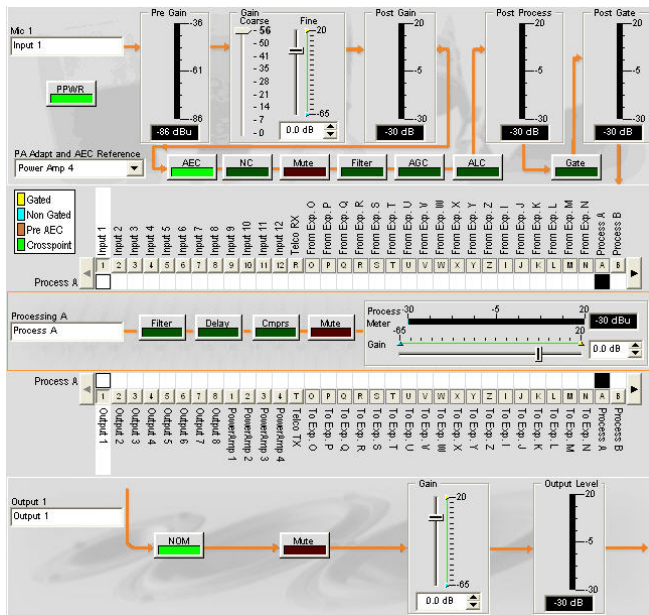 Pre Gain
Gain
Post Gain
Post Process
Post Gate
Coarse
Fine
Mic 1
Input 1
PPWR
-36
-61
-86
-86 dBu
- 56
- 50
- 41
- 35
- 28
- 21
- 14
- 7
- 0
20
-65
0.0 dB
20
-5
-30
-30 dB
20
-5
-30
-30 dB
20
-5
-30
-30 dB
PA Adapt and AEC Reference
Power Amp 4
AEC
NC
Mute
Filter
AGC
ALC
Gate
Gated
Non Gated
Pre AEC
Crosspoint
Input 1
Input 2
Input 3
Input 4
Input 5
Input 6
Input 7
Input 8
Input 9
Input 10
Input 11
Input 12
Telco RX
From Exp. O
From Exp. P
From Exp. Q
From Exp. R
From Exp. S
From Exp. T
From Exp. U
From Exp. V
From Exp. W
From Exp. X
From Exp. Y
From Exp. Z
From Exp. I
From Exp. J
From Exp. K
From Exp. L
From Exp. M
From Exp. N
Process A
Process B
1 2 3 4 5 6 7 8 9 10 11 12 R O P Q R S T U V W X Y Z I J K L M N A B
Process A
Processing A
Process A
Filter
Delay
Cmprs
Mute
Process
Meter
-30
20
-30 dBu
-65
20
Gain
0.0 dB
Process A
1 2 3 4 5 6 7 8 1 2 3 4 T O P Q R S T U V W X Y Z I J K L M N A B
Output 1
Output 2
Output 3
Output 4
Output 5
Output 6
Output 7
Output 8
PowerAmp 1
PowerAmp 2
PowerAmp 3
PowerAmp 4
Telco TX
To Exp. O
To Exp. P
To Exp. Q
To Exp. R
To Exp. S
To Exp. T
To Exp. U
To Exp. V
To Exp. W
To Exp. X
To Exp. Y
To Exp. Z
To Exp. I
To Exp. J
To Exp. K
To Exp. L
To Exp. M
To Exp. N
Process A
Process B
Output 1
Output 1
NOM
Mute
Gain
20
-65
0.0 dB
Output Level
20
-5
-30
-30 dB